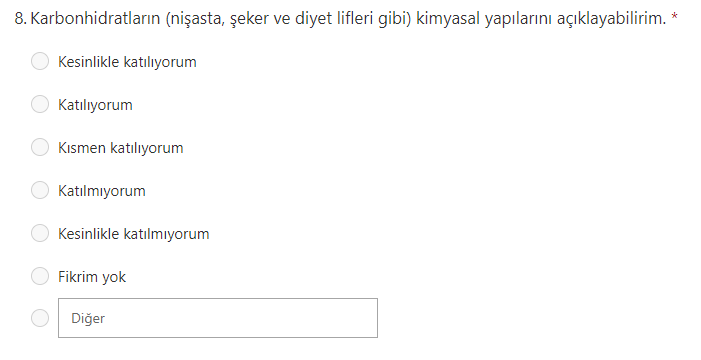 8. Karbonhidratların (nişasta, şeker ve diyet lifleri gibi) kimyasal yapılarını açıklayabilirim. *
Kesinlikle katılıyorum
Katılıyorum
Kısmen katılıyorum
Katılmıyorum
Kesinlikle katılmıyorum
Fikrim yok
Diğer